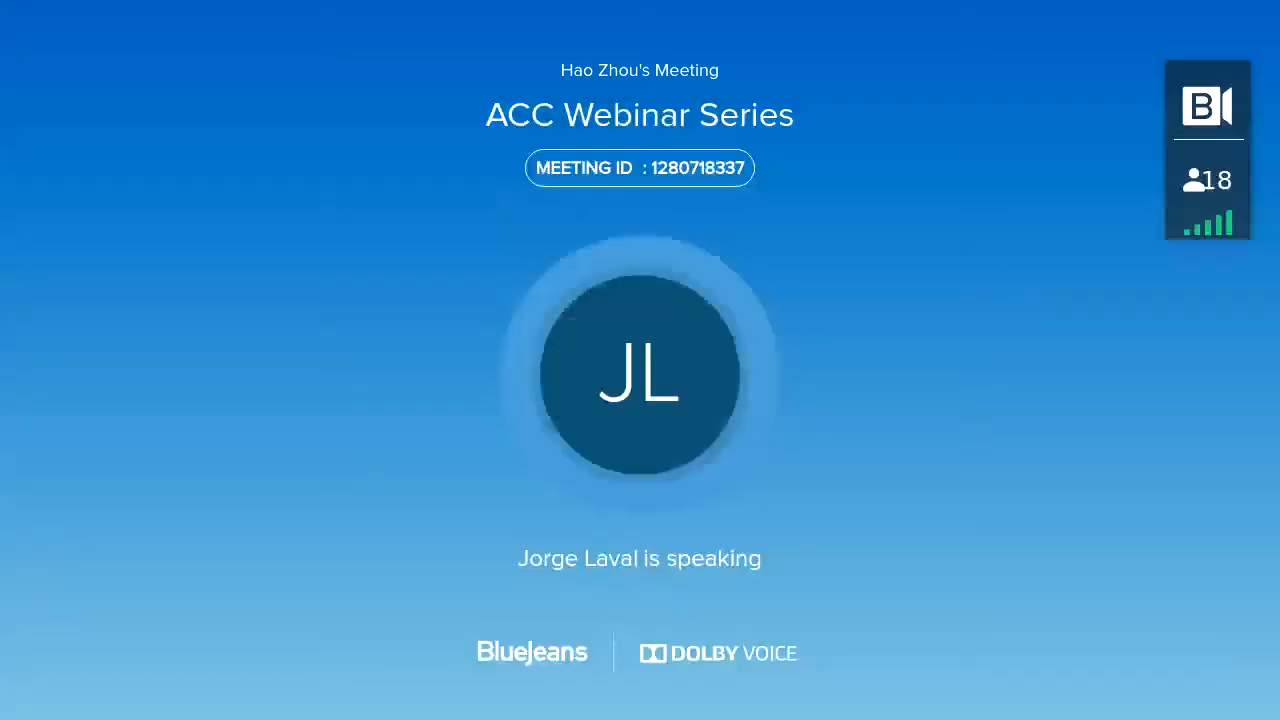 Hao Zhou's Meeting
ACC Webinar Series
MEETING ID : 1280718337
B
18
JL
Jorge Laval is speaking
BlueJeans
DOLBY VOICE